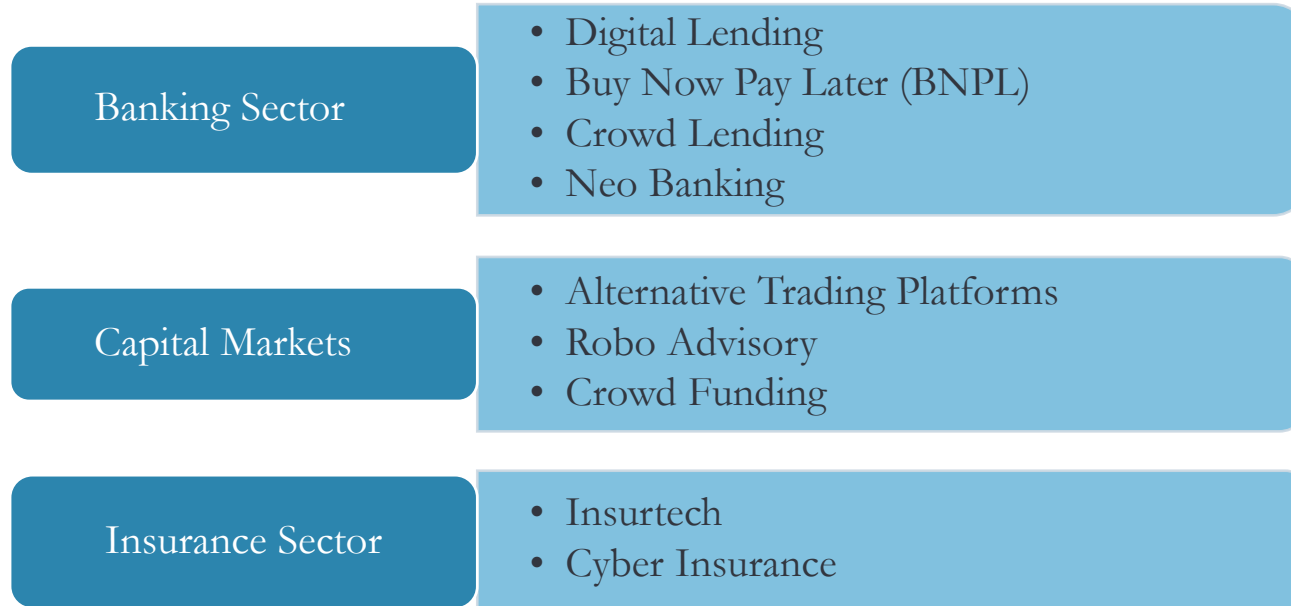 Banking Sector
• Digital Lending
• Buy Now Pay Later (BNPL)
• Crowd Lending
• Neo Banking
Capital Markets
• Alternative Trading Platforms
• Robo Advisory
• Crowd Funding
Insurance Sector
• Insurtech
• Cyber Insurance